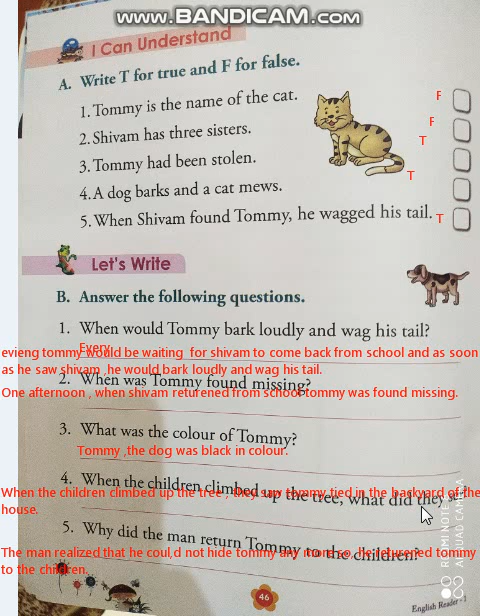 WWW.BANDICAM.COM
I Can Understand
A. Write T for true and F for false.
1. Tommy is the name of the cat. F
2. Shivam has three sisters. F
3. Tommy had been stolen. T
4. A dog barks and a cat mews. T
5. When Shivam found Tommy, he wagged his tail. T
Let's Write
B. Answer the following questions.
1. When would Tommy bark loudly and wag his tail?
Every
evieng tommy would be waiting for shivam to come back from school and as soon
as he saw shivam ,he would bark loudly and wag his tail.
2. When was Tommy found missing?
One afternoon , when shivam returened from school tommy was found missing.
3. What was the colour of Tommy?
Tommy ,the dog was black in colour.
4. When the children climbed up the tree, what did they see?
When the children climbed up the tree , they saw tommy tied in the backyard of the
house.
5. Why did the man return Tommy to the children?
The man realized that he coul,d not hide tommy any more so, he returened tommy
to the children.
46
English Reader-2
REDMI NOTE
AI QUAD CAMERA